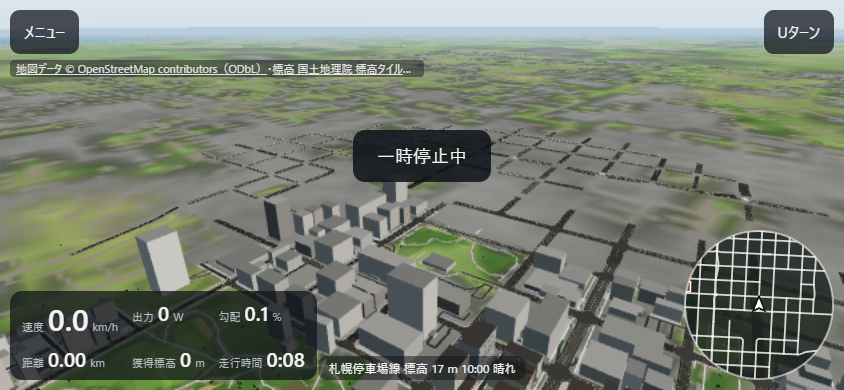 メニュー
Uターン
地図データ © OpenStreetMap contributors（ODbL）・標高 国土地理院 標高タイル...
一時停止中
速度 0.0 km/h 出力 0 W 勾配 0.1 %
距離 0.00 km 獲得標高 0 m 走行時間 0:08
札幌停車場線 標高 17 m 10:00 晴れ